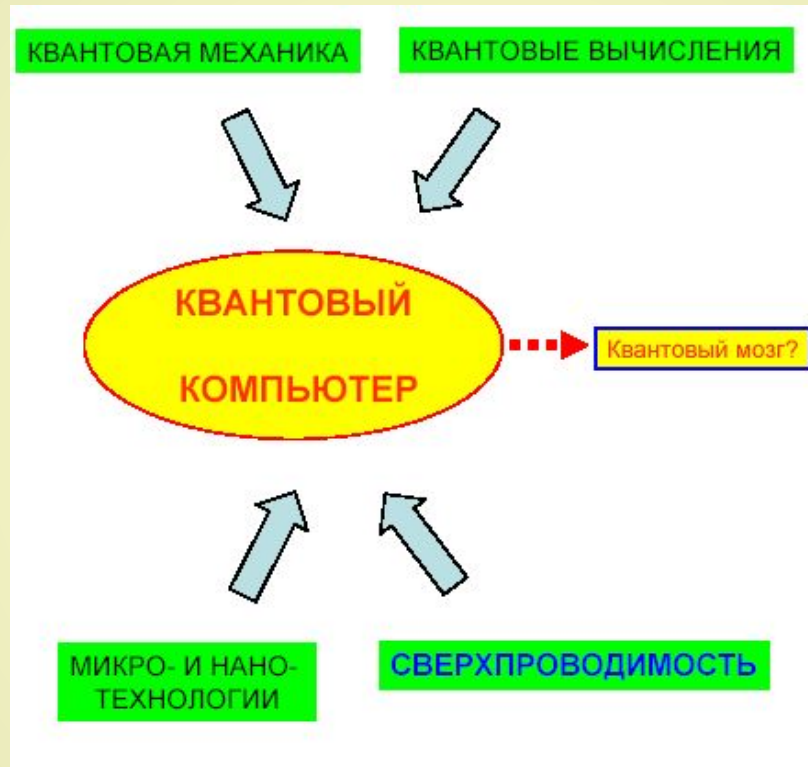 КВАНТОВАЯ МЕХАНИКА
КВАНТОВЫЕ ВЫЧИСЛЕНИЯ
КВАНТОВЫЙ
КОМПЬЮТЕР
Квантовый мозг?
МИКРО- И НАНО-
ТЕХНОЛОГИИ
СВЕРХПРОВОДИМОСТЬ